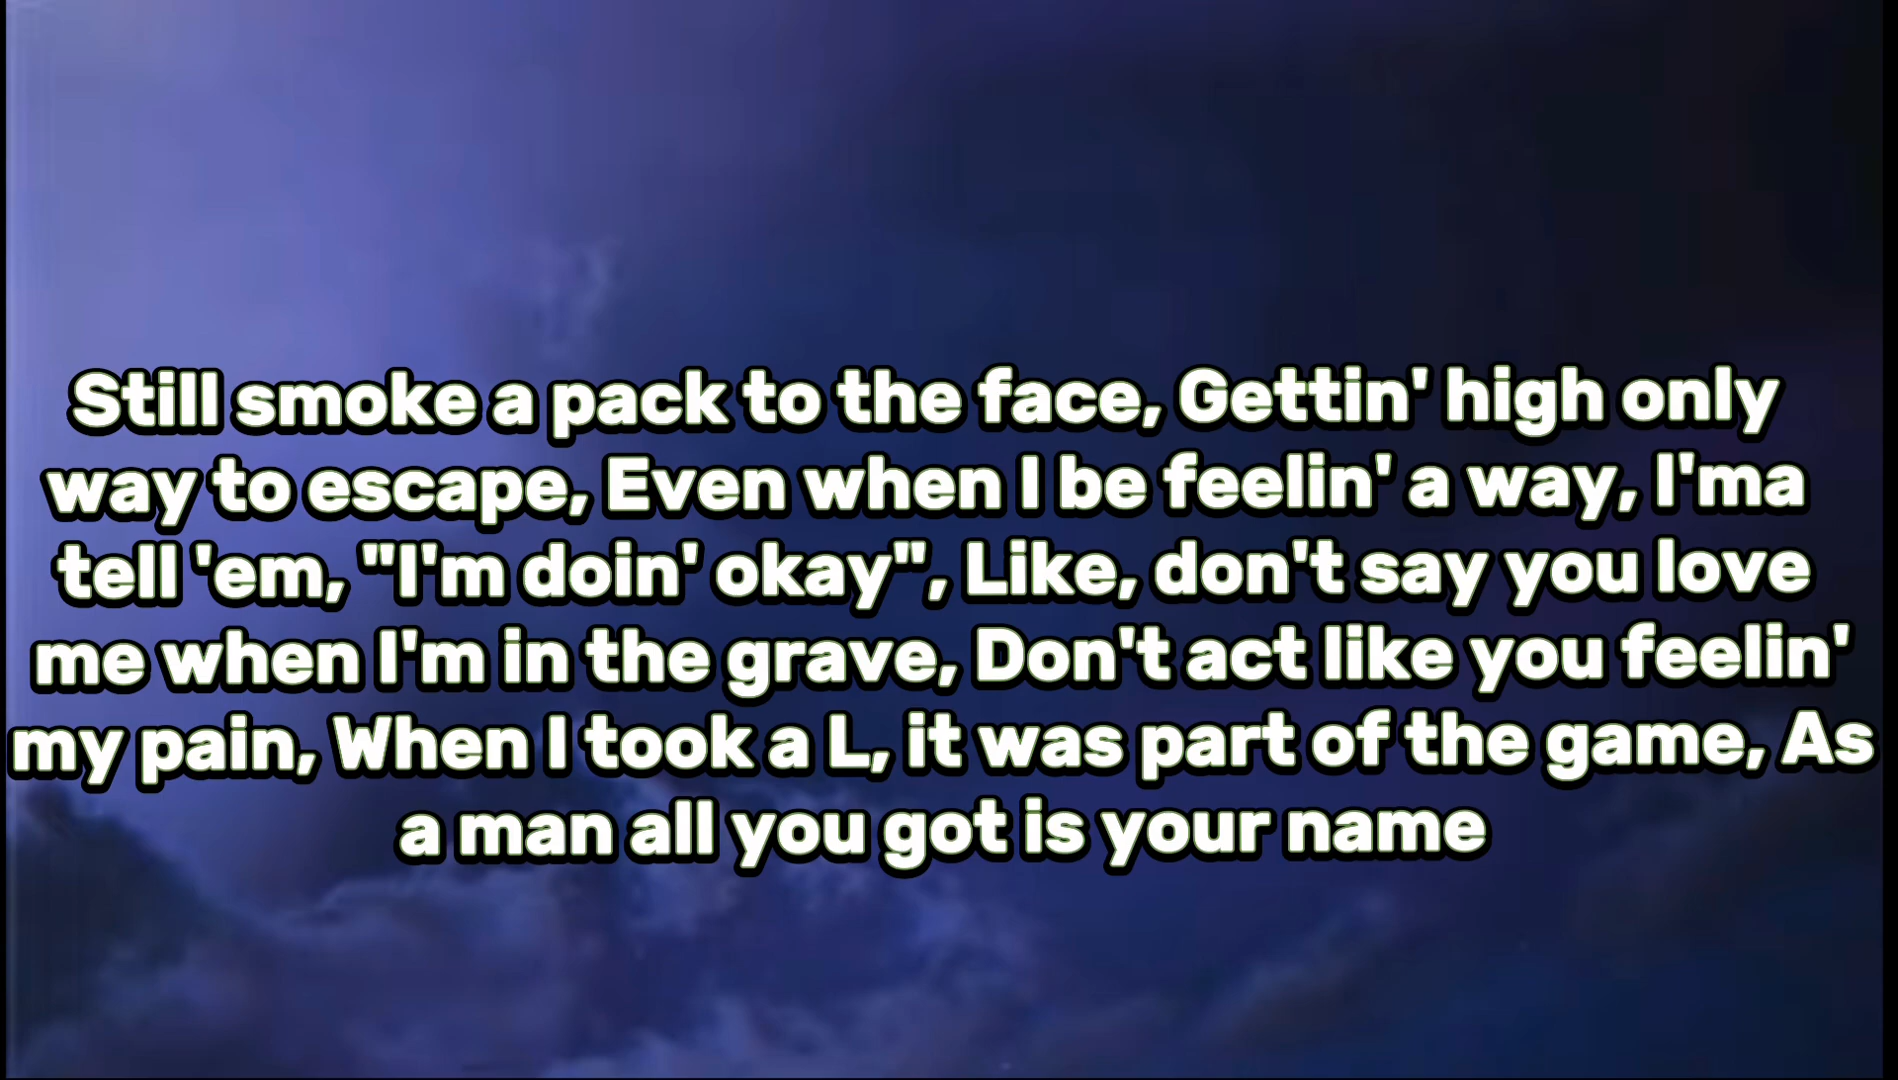 Still smoke a pack to the face, Gettin' high only
way to escape, Even when I be feelin' a way, I'ma
tell 'em, "I'm doin' okay", Like, don't say you love
me when I'm in the grave, Don't act like you feelin'
my pain, When I took a L, it was part of the game, As
a man all you got is your name